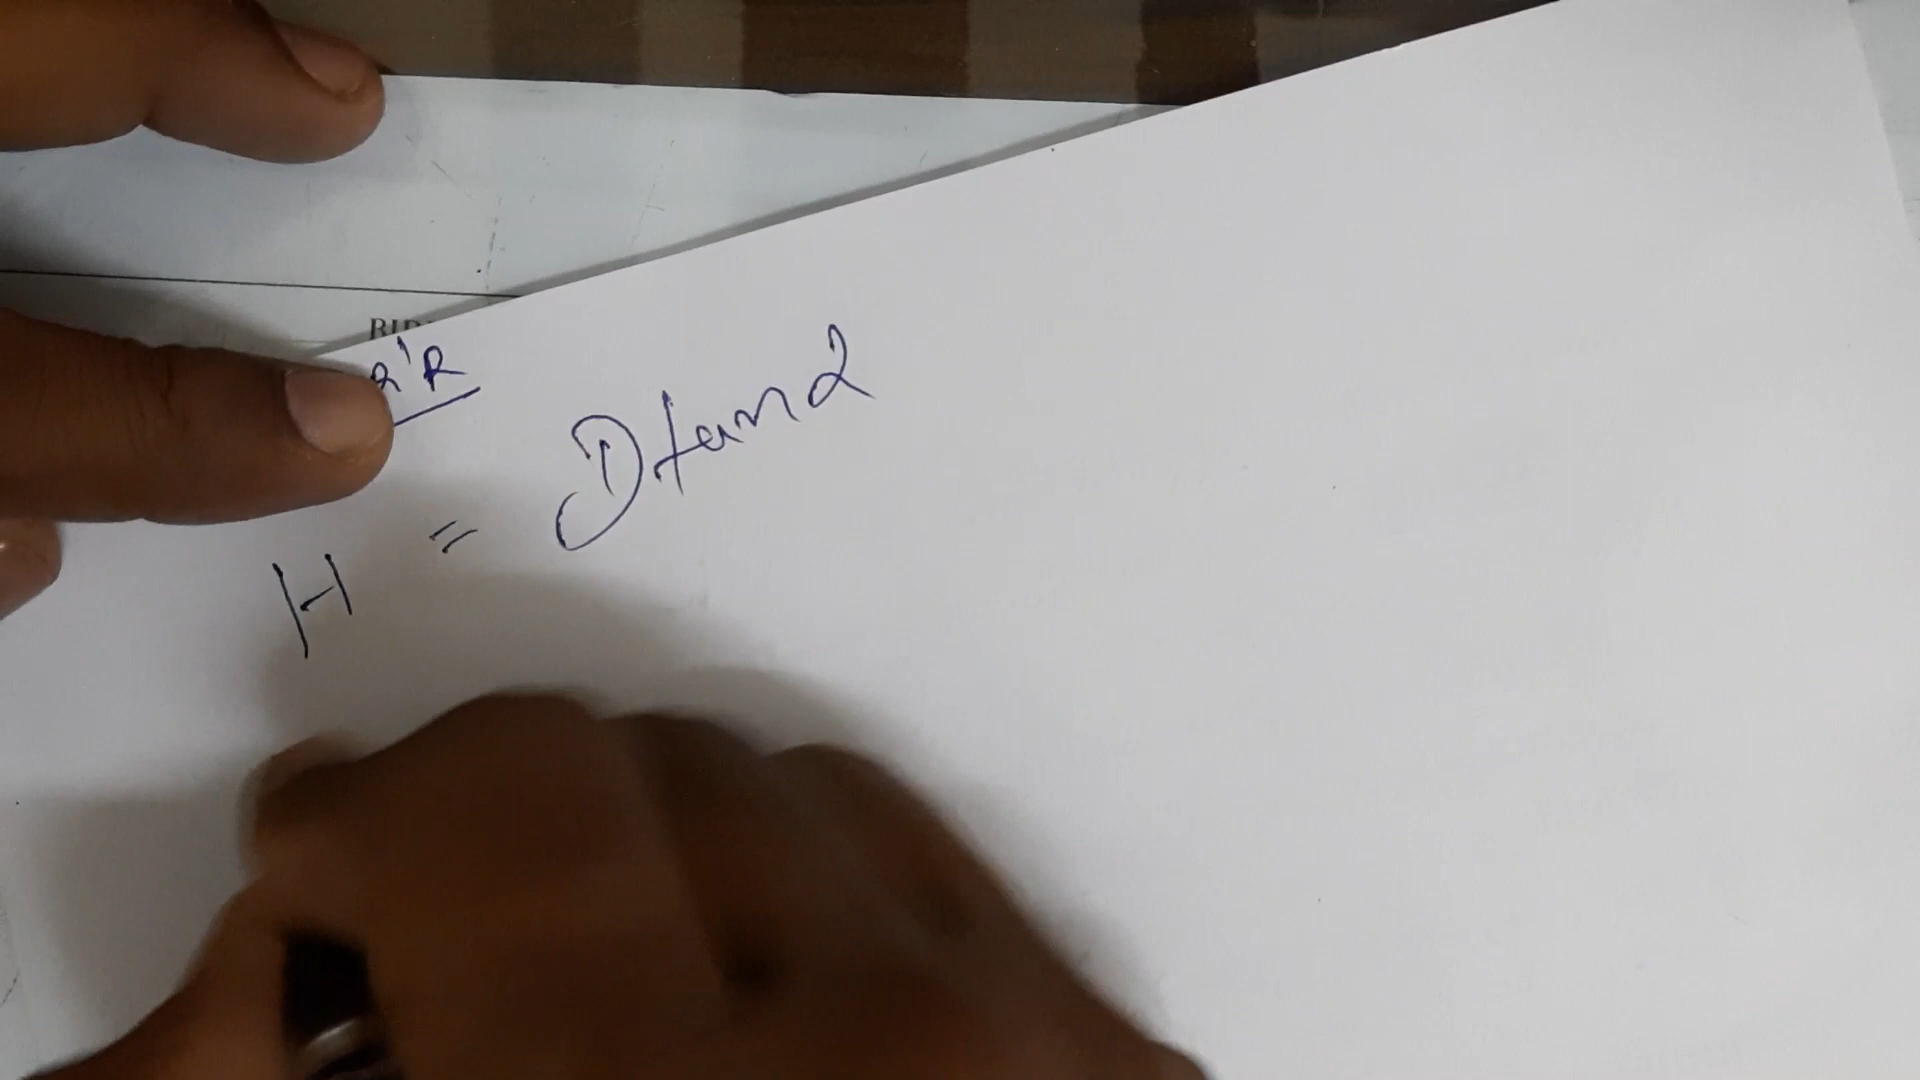 R'R
H = D tan α